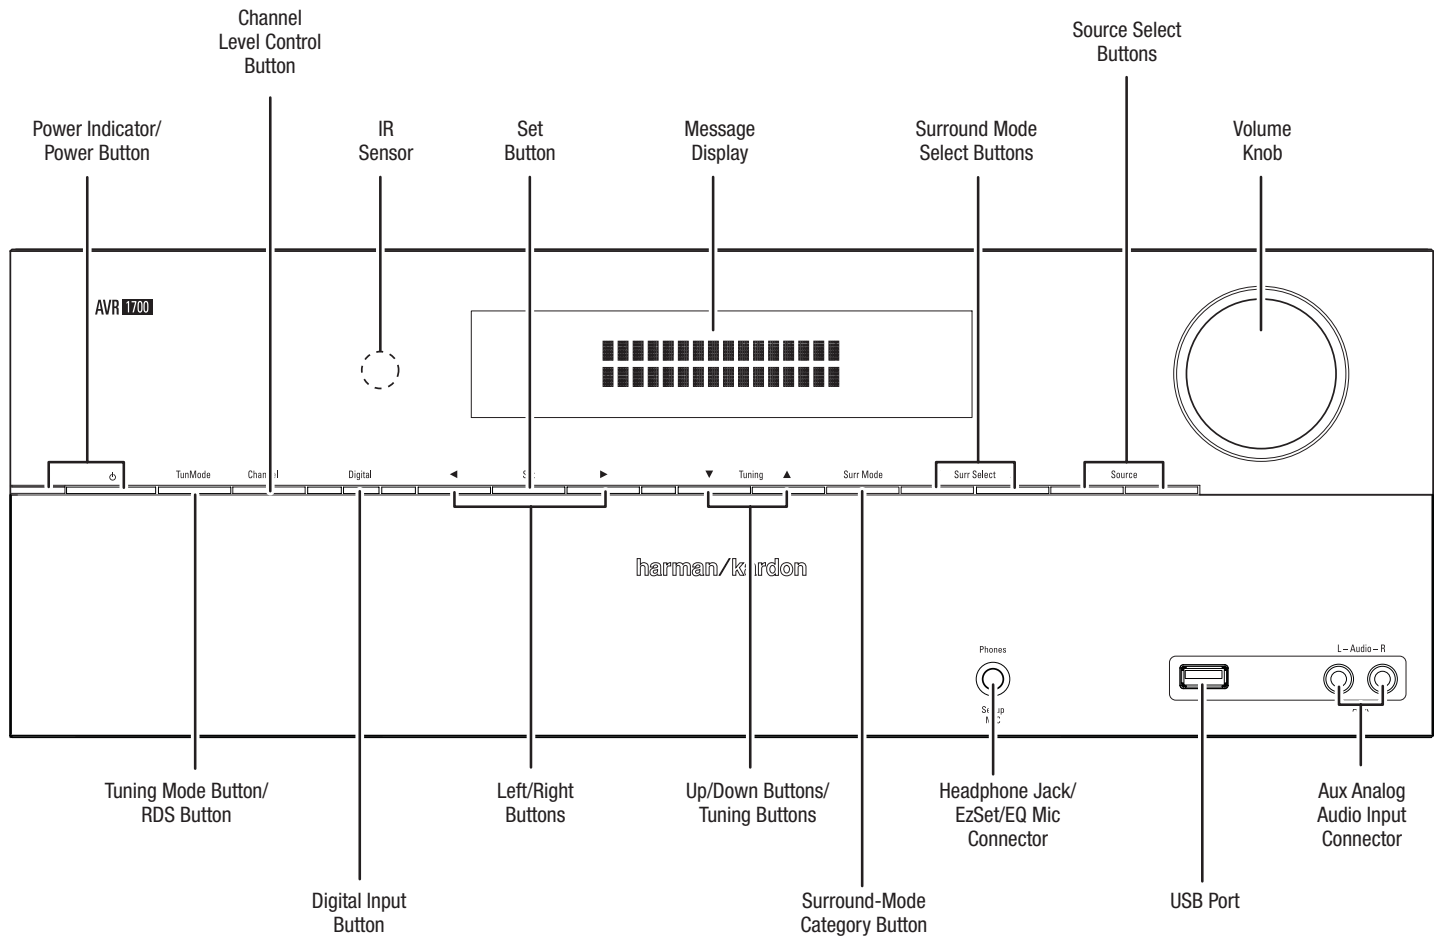 Channel
Level Control
Button
Source Select
Buttons
Power Indicator/
Power Button
IR
Sensor
Set
Button
Message
Display
Surround Mode
Select Buttons
Volume
Knob
AVR 1700
TunMode
Digital
Tuning
Surr Mode
Surr Select
Source
harman/kardon
Phones
L – Audio – R
Tuning Mode Button/
RDS Button
Left/Right
Buttons
Up/Down Buttons/
Tuning Buttons
Headphone Jack/
EzSet/EQ Mic
Connector
Aux Analog
Audio Input
Connector
Digital Input
Button
Surround-Mode
Category Button
USB Port